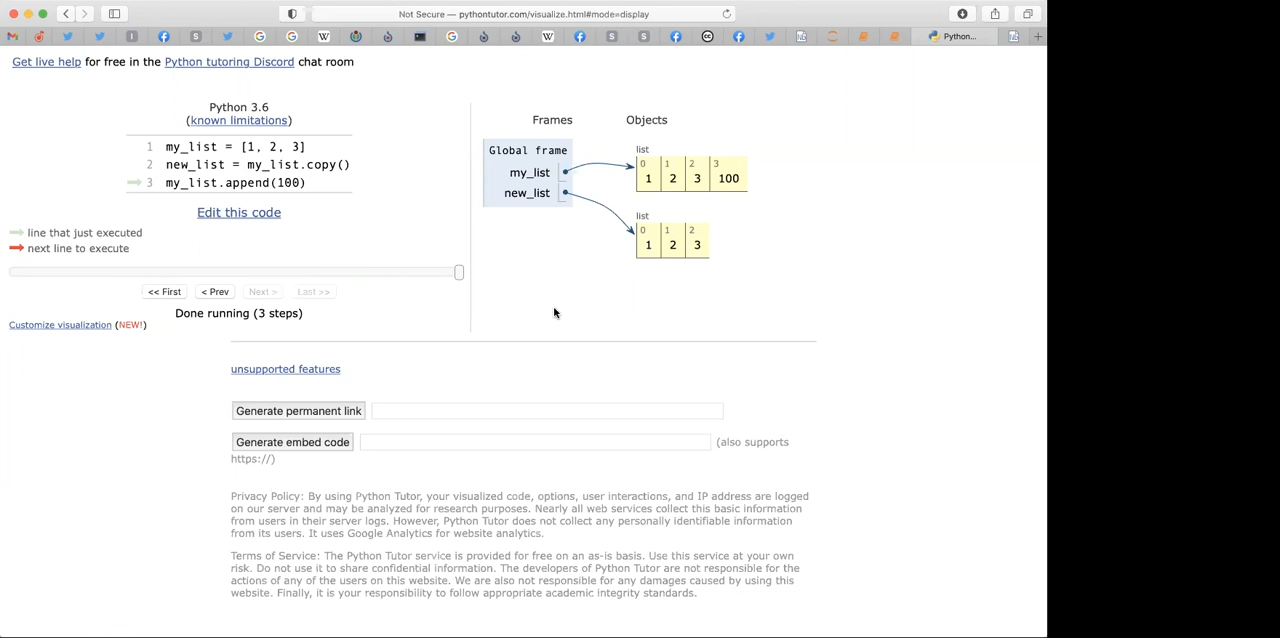 Not Secure — pythontutor.com/visualize.html#mode=display
Python...
Get live help for free in the Python tutoring Discord chat room
Python 3.6
(known limitations)
1 my_list = [1, 2, 3]
2 new_list = my_list.copy()
3 my_list.append(100)
Edit this code
line that just executed
next line to execute
<< First < Prev Next > Last >>
Done running (3 steps)
Customize visualization (NEW!)
Frames Objects
Global frame
my_list
new_list
list
0 1 2 3
1 2 3 100
list
0 1 2
1 2 3
unsupported features
Generate permanent link
Generate embed code (also supports
https://)
Privacy Policy: By using Python Tutor, your visualized code, options, user interactions, and IP address are logged
on our server and may be analyzed for research purposes. Nearly all web services collect this basic information
from users in their server logs. However, Python Tutor does not collect any personally identifiable information
from its users. It uses Google Analytics for website analytics.
Terms of Service: The Python Tutor service is provided for free on an as-is basis. Use this service at your own
risk. Do not use it to share confidential information. The developers of Python Tutor are not responsible for the
actions of any of the users on this website. We are also not responsible for any damages caused by using this
website. Finally, it is your responsibility to follow appropriate academic integrity standards.